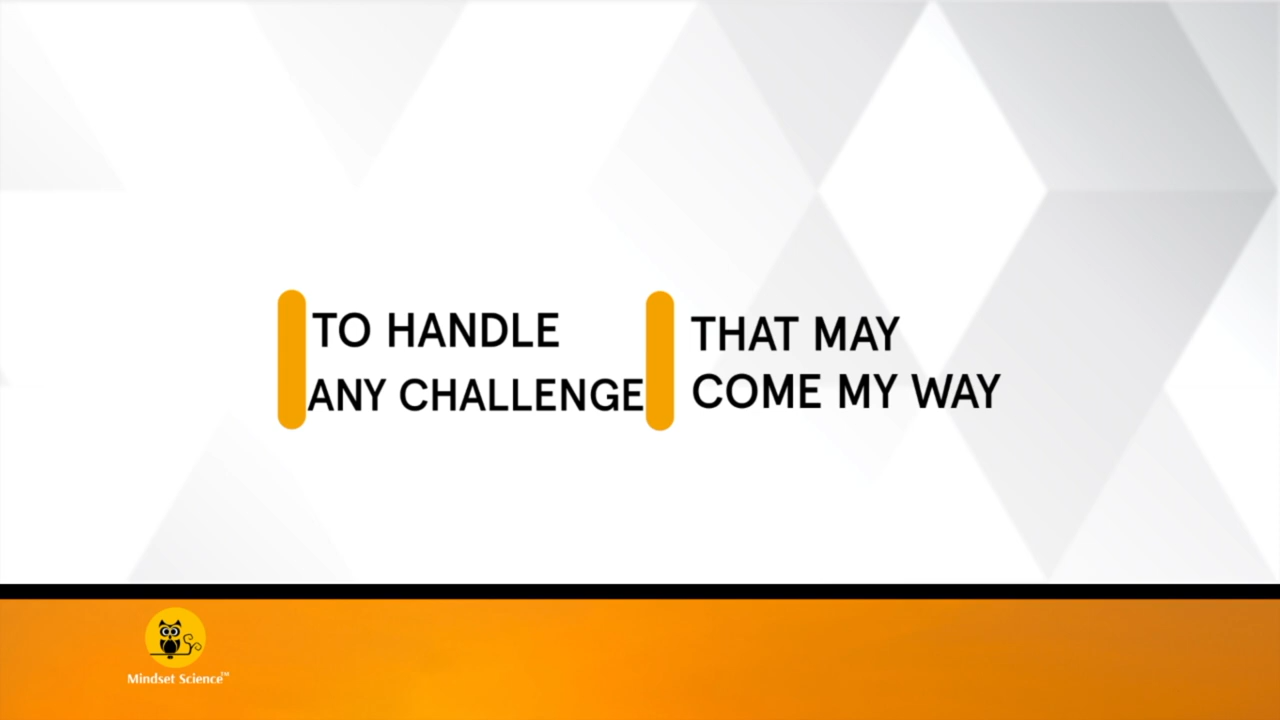 TO HANDLE
ANY CHALLENGE
THAT MAY
COME MY WAY
Mindset Science™